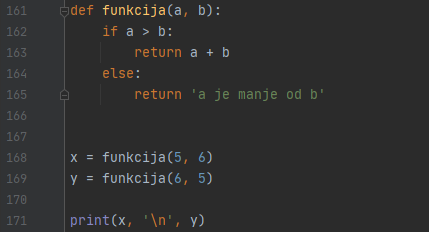 161 def funkcija(a, b):
162     if a > b:
163         return a + b
164     else:
165         return 'a je manje od b'
166
167
168 x = funkcija(5, 6)
169 y = funkcija(6, 5)
170
171 print(x, '\n', y)